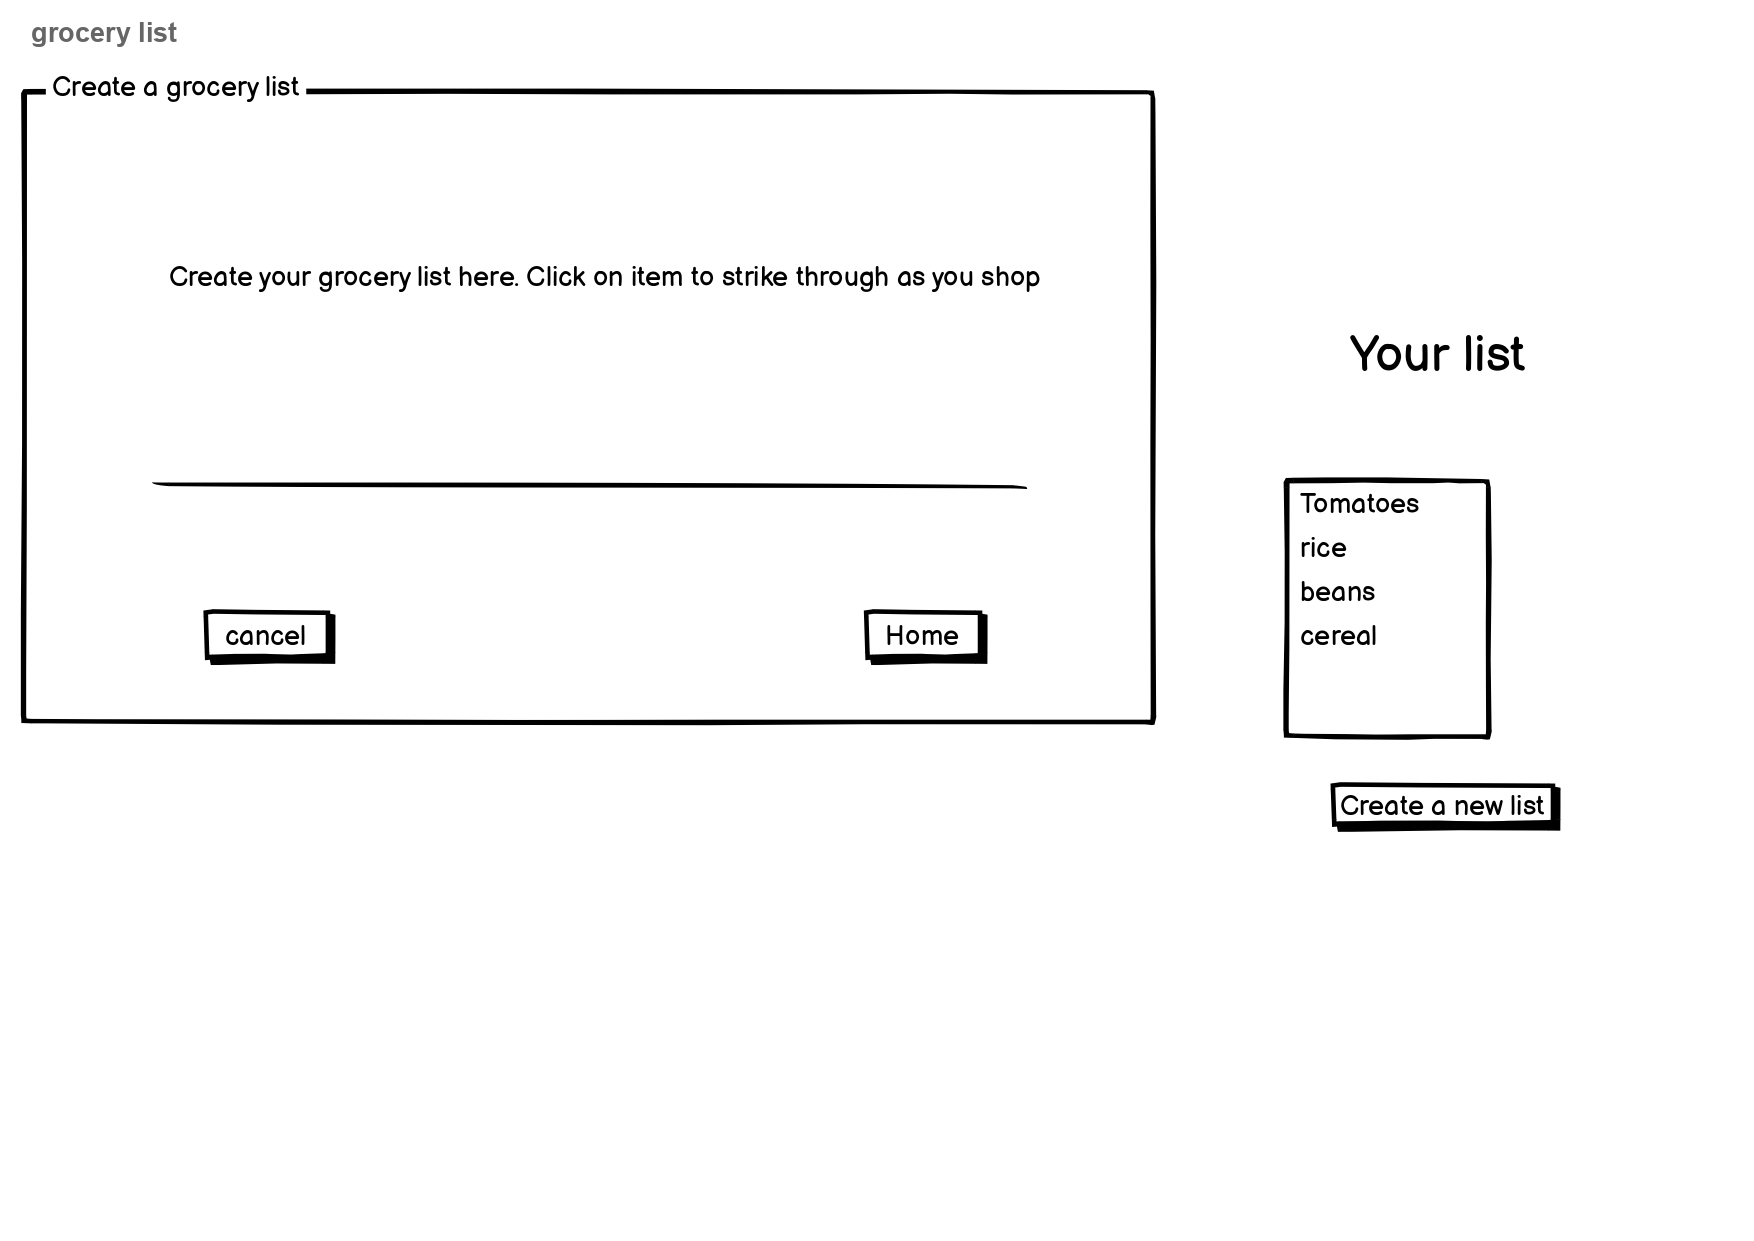 grocery list
Create a grocery list
Create your grocery list here. Click on item to strike through as you shop
cancel
Home
Your list
Tomatoes
rice
beans
cereal
Create a new list